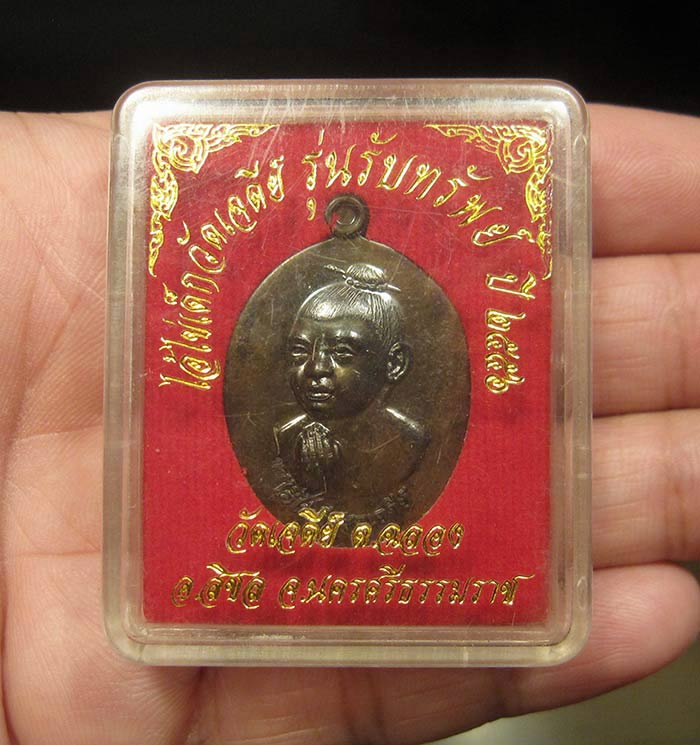 ไอ้ไข่เด็กวัดเจดีย์ รุ่นรับทรัพย์ ปี ๒๕๕๖
วัดเจดีย์ ต.ฉลอง
อ.สิชล จ.นครศรีธรรมราช